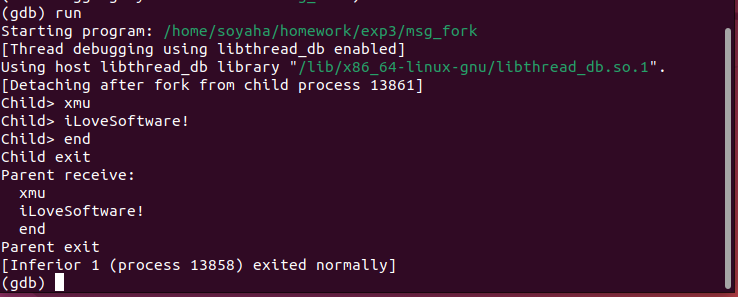 (gdb) run
Starting program: /home/soyaha/homework/exp3/msg_fork
[Thread debugging using libthread_db enabled]
Using host libthread_db library "/lib/x86_64-linux-gnu/libthread_db.so.1".
[Detaching after fork from child process 13861]
Child> xmu
Child> iLoveSoftware!
Child> end
Child exit
Parent receive:
  xmu
  iLoveSoftware!
  end
Parent exit
[Inferior 1 (process 13858) exited normally]
(gdb)